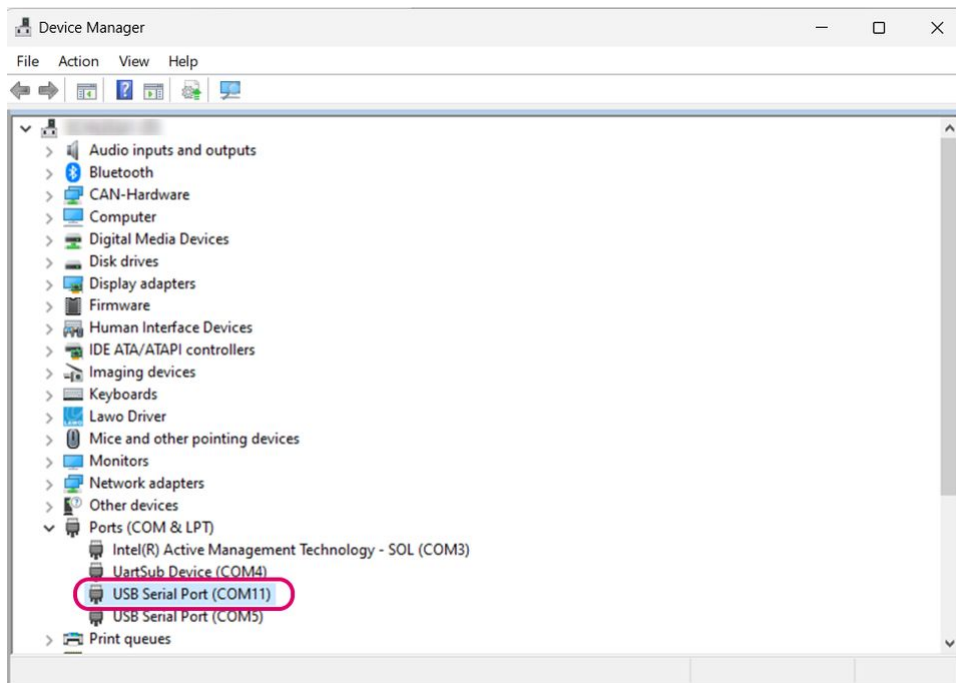 Device Manager
File Action View Help
Audio inputs and outputs
Bluetooth
CAN-Hardware
Computer
Digital Media Devices
Disk drives
Display adapters
Firmware
Human Interface Devices
IDE ATA/ATAPI controllers
Imaging devices
Keyboards
Lawo Driver
Mice and other pointing devices
Monitors
Network adapters
Other devices
Ports (COM & LPT)
Intel(R) Active Management Technology - SOL (COM3)
UartSub Device (COM4)
USB Serial Port (COM11)
USB Serial Port (COM5)
Print queues